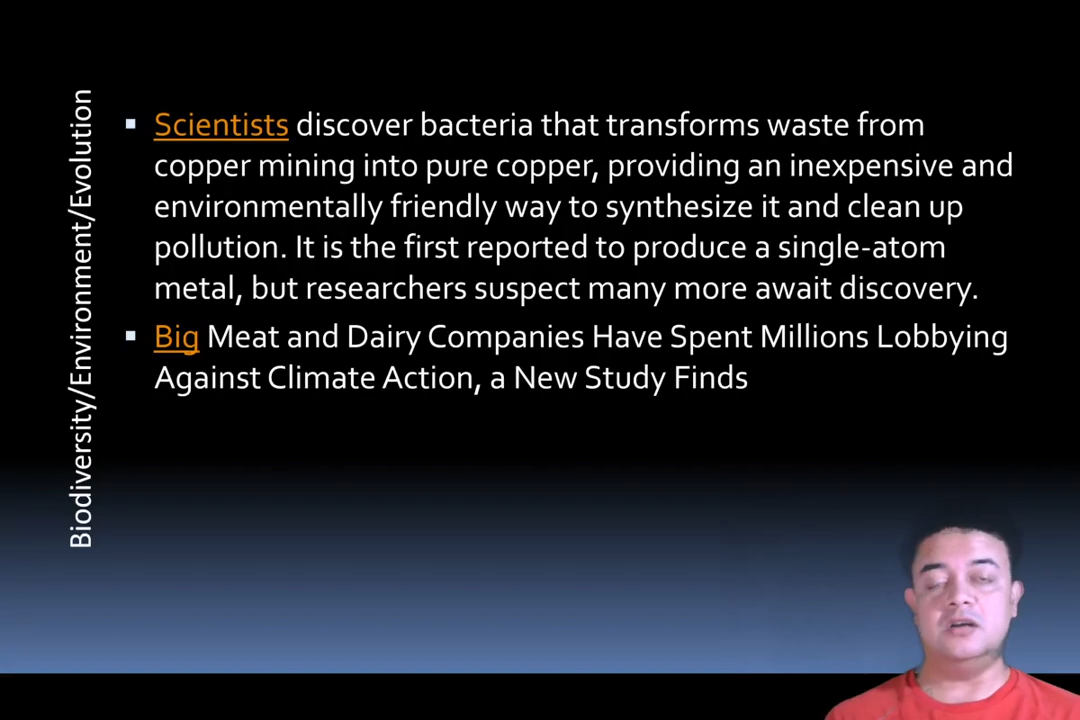 Biodiversity/Environment/Evolution
Scientists discover bacteria that transforms waste from
copper mining into pure copper, providing an inexpensive and
environmentally friendly way to synthesize it and clean up
pollution. It is the first reported to produce a single-atom
metal, but researchers suspect many more await discovery.
Big Meat and Dairy Companies Have Spent Millions Lobbying
Against Climate Action, a New Study Finds